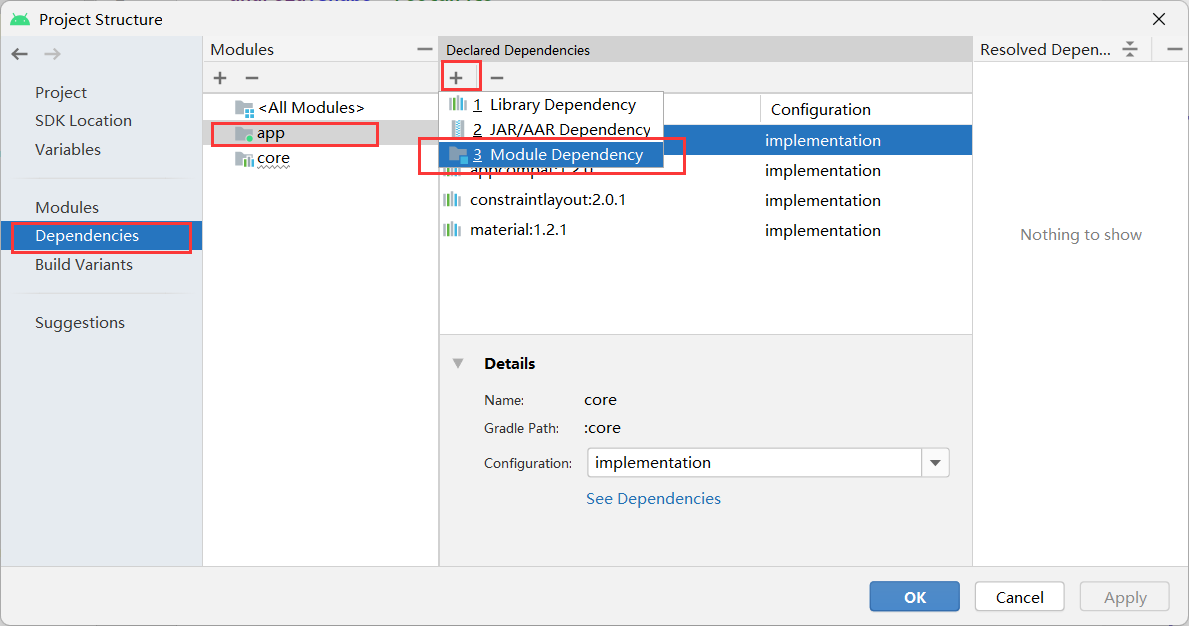 Project Structure
Project
SDK Location
Variables
Modules
Dependencies
Build Variants
Suggestions
Modules
<All Modules>
app
core
Declared Dependencies
1 Library Dependency
2 JAR/AAR Dependency
3 Module Dependency
Configuration
implementation
appcompat:1.2.0 implementation
constraintlayout:2.0.1 implementation
material:1.2.1 implementation
Details
Name: core
Gradle Path: :core
Configuration: implementation
See Dependencies
Resolved Depen...
Nothing to show
OK Cancel Apply